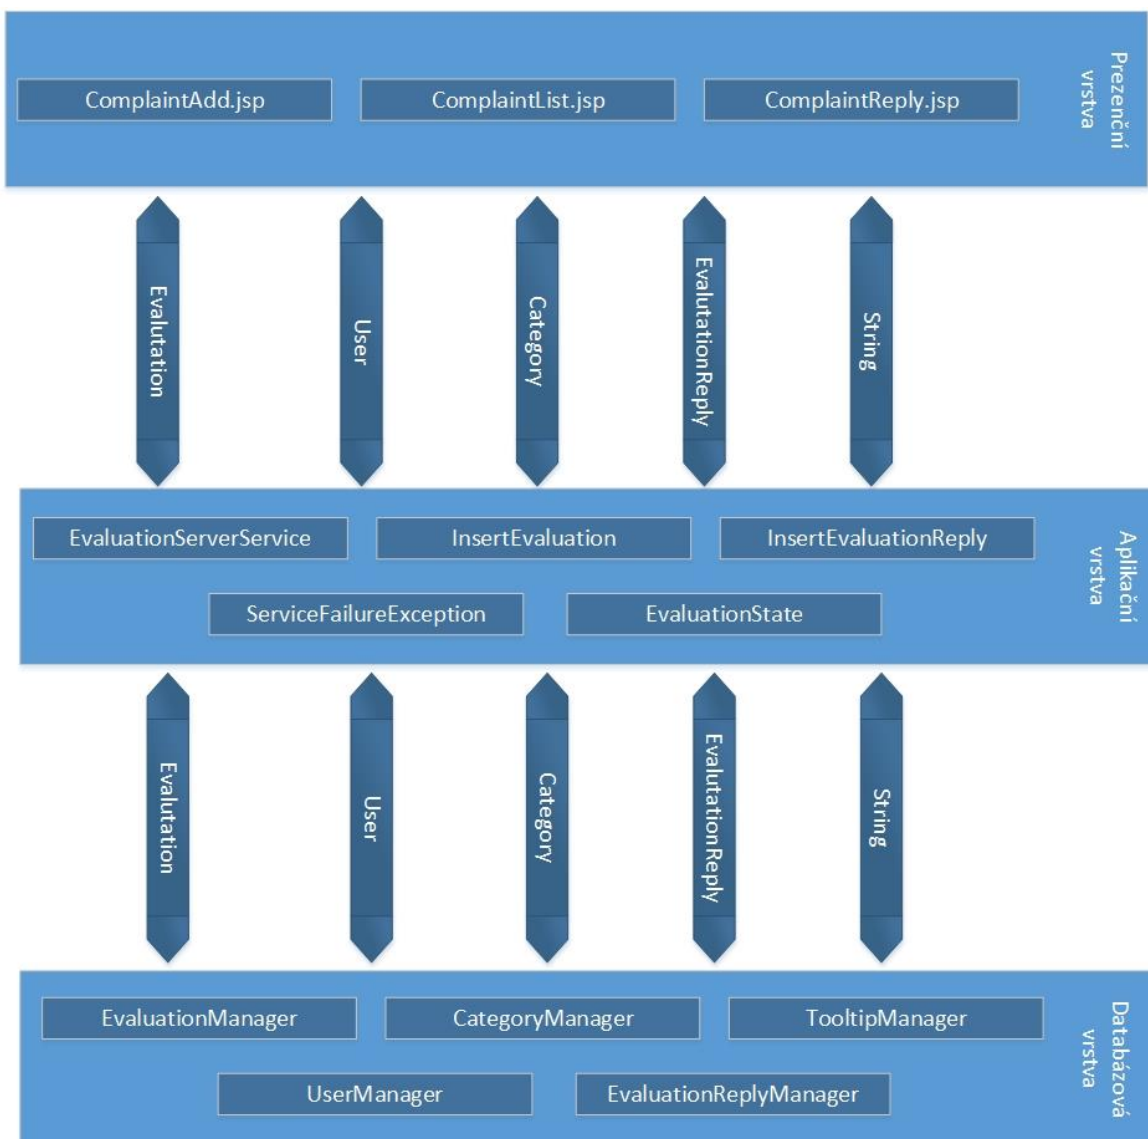 ComplaintAdd.jsp
ComplaintList.jsp
ComplaintReply.jsp
Prezenční
vrstva
Evalutation
User
Category
EvalutationReply
String
EvaluationServerService
InsertEvaluation
InsertEvaluationReply
ServiceFailureException
EvaluationState
Aplikační
vrstva
Evalutation
User
Category
EvalutationReply
String
EvaluationManager
CategoryManager
TooltipManager
UserManager
EvaluationReplyManager
Databázová
vrstva